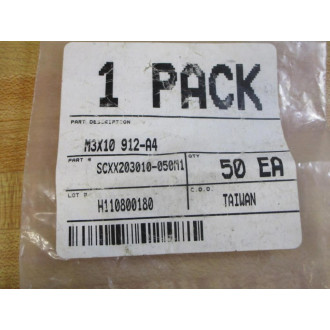 1 PACK
PART DESCRIPTION
M3X10 912-A4
PART # SCXX203010-050M1
QTY 50 EA
LOT #: H110800180
C.O.O. TAIWAN